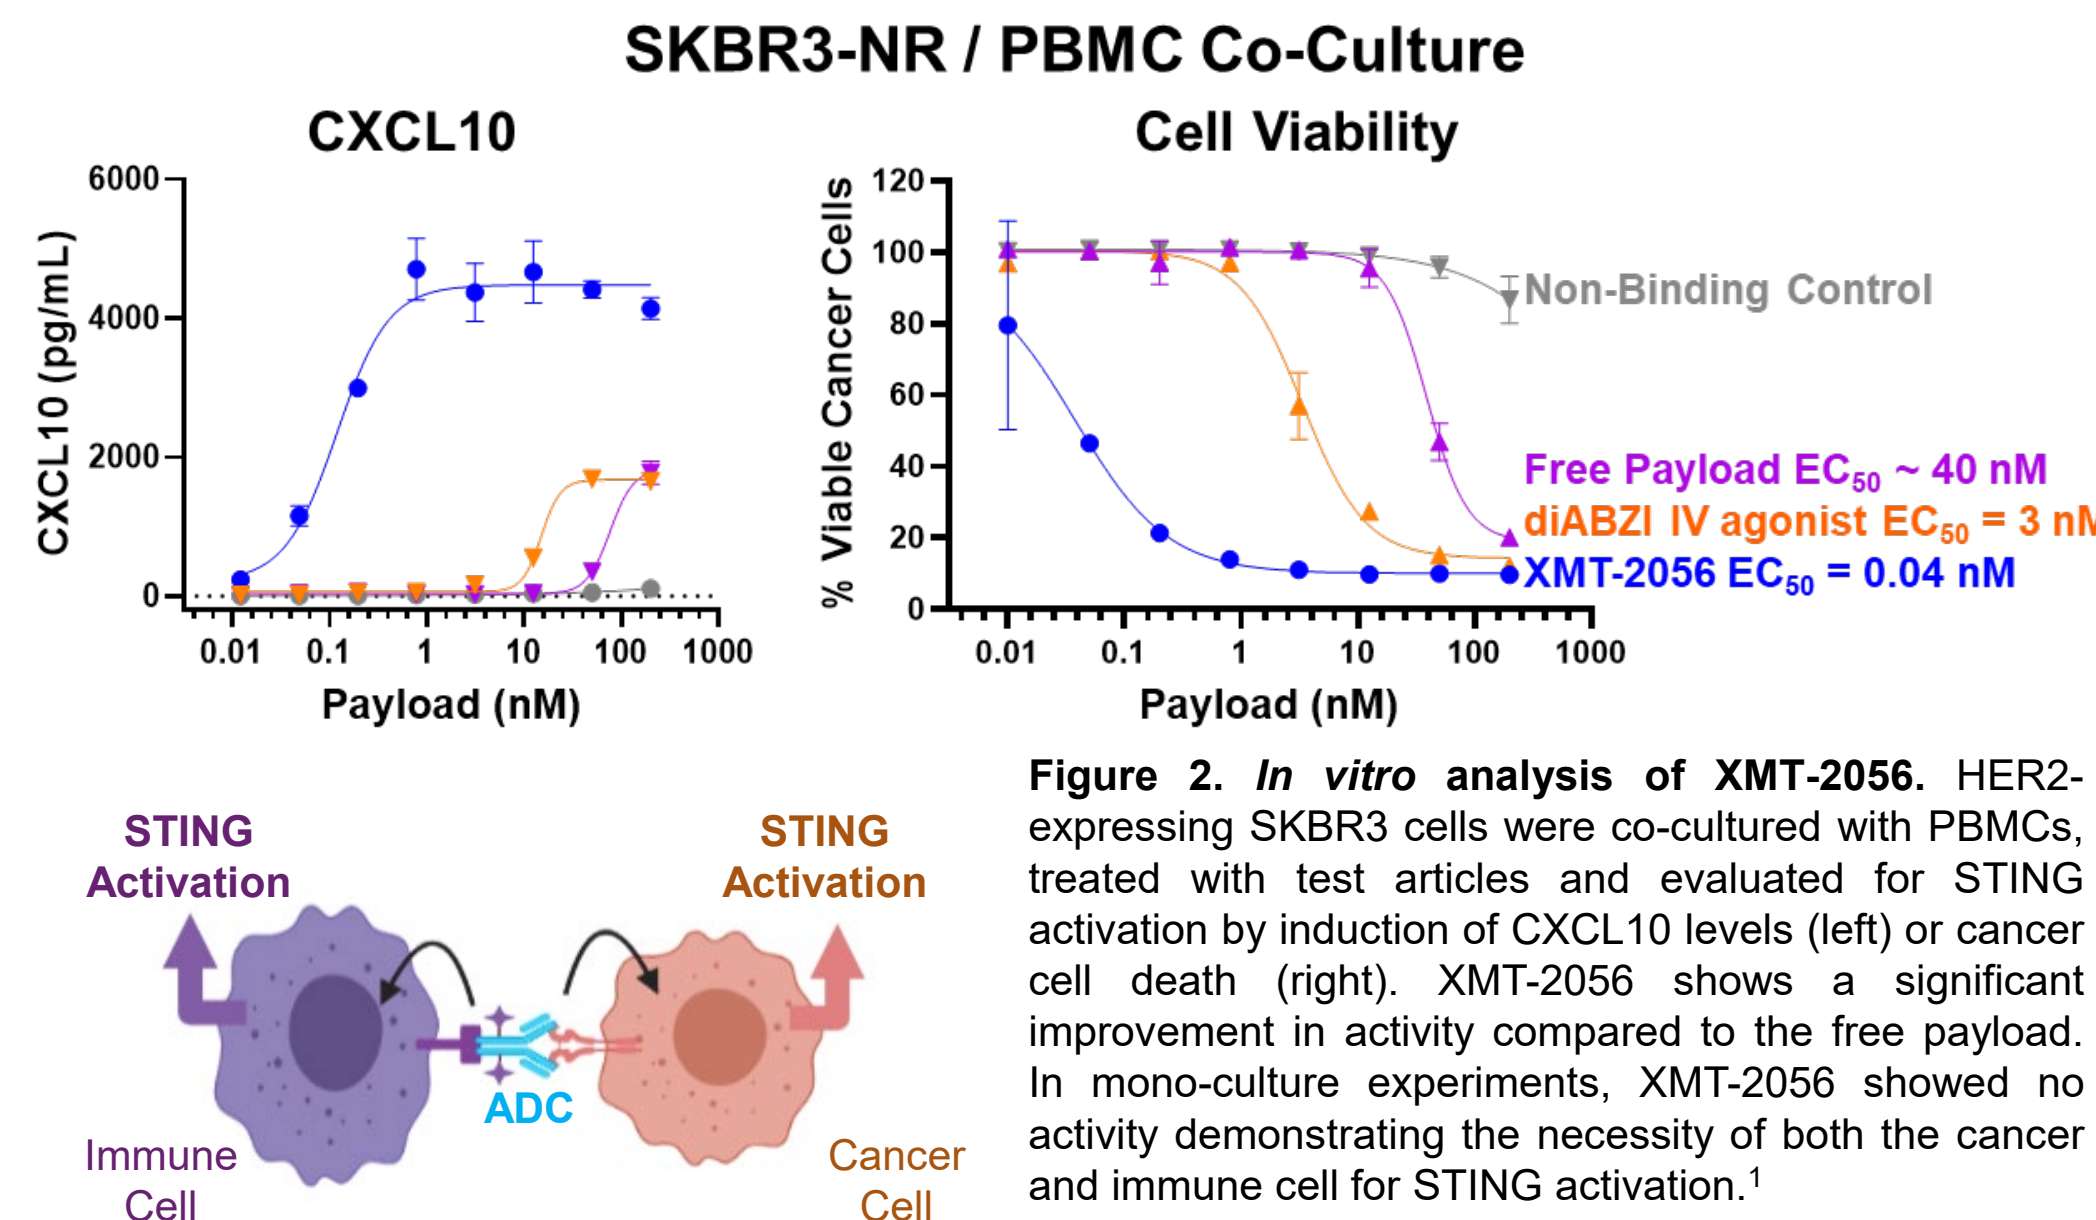 SKBR3-NR / PBMC Co-Culture
CXCL10
6000
4000
2000
0
CXCL10 (pg/mL)
0.01 0.1 1 10 100 1000
Payload (nM)
Cell Viability
120
100
80
60
40
20
0
% Viable Cancer Cells
0.01 0.1 1 10 100 1000
Payload (nM)
Non-Binding Control
Free Payload EC50 ~ 40 nM
diABZI IV agonist EC50 = 3 nM
XMT-2056 EC50 = 0.04 nM
STING
Activation
STING
Activation
ADC
Immune
Cell
Cancer
Cell
Figure 2. In vitro analysis of XMT-2056. HER2-
expressing SKBR3 cells were co-cultured with PBMCs,
treated with test articles and evaluated for STING
activation by induction of CXCL10 levels (left) or cancer
cell death (right). XMT-2056 shows a significant
improvement in activity compared to the free payload.
In mono-culture experiments, XMT-2056 showed no
activity demonstrating the necessity of both the cancer
and immune cell for STING activation.1